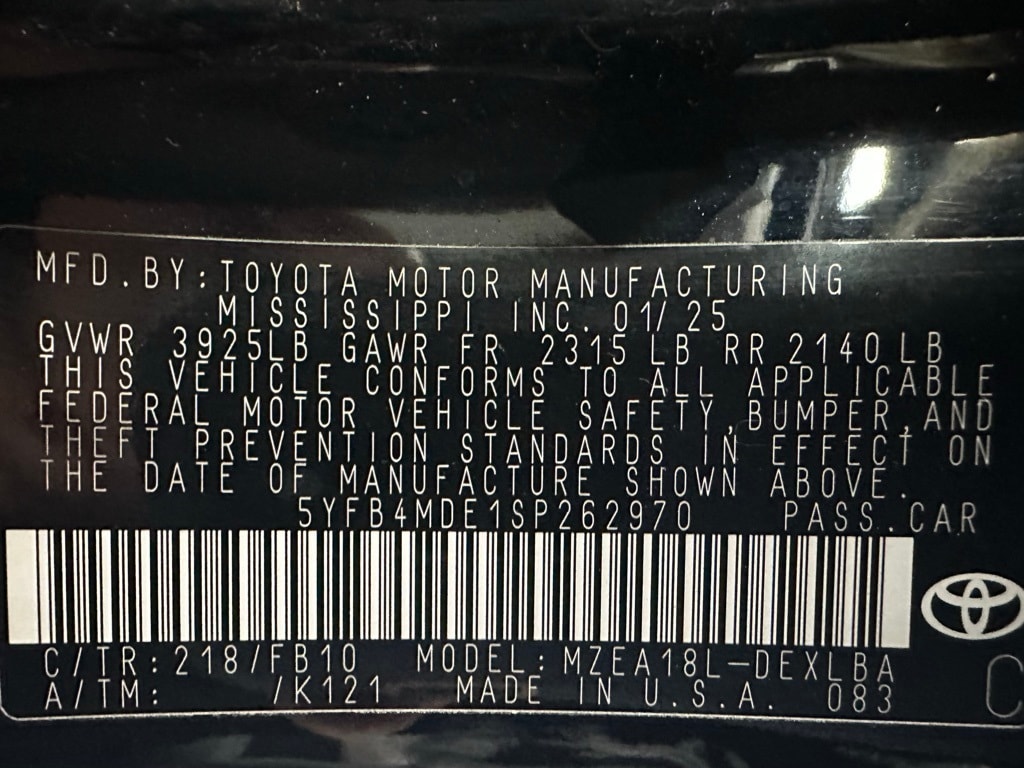 MFD.BY:TOYOTA MOTOR MANUFACTURING
MISSISSIPPI INC. 01/25
GVWR 3925LB GAWR FR 2315 LB RR 2140 LB
THIS VEHICLE CONFORMS TO ALL APPLICABLE
FEDERAL MOTOR VEHICLE SAFETY,BUMPER,AND
THEFT PREVENTION STANDARDS IN EFFECT ON
THE DATE OF MANUFACTURE SHOWN ABOVE.
5YFB4MDE1SP262970 PASS.CAR
C/TR:218/FB10 MODEL:MZEA18L-DEXLBA
A/TM: /K121 MADE IN U.S.A. 083
C